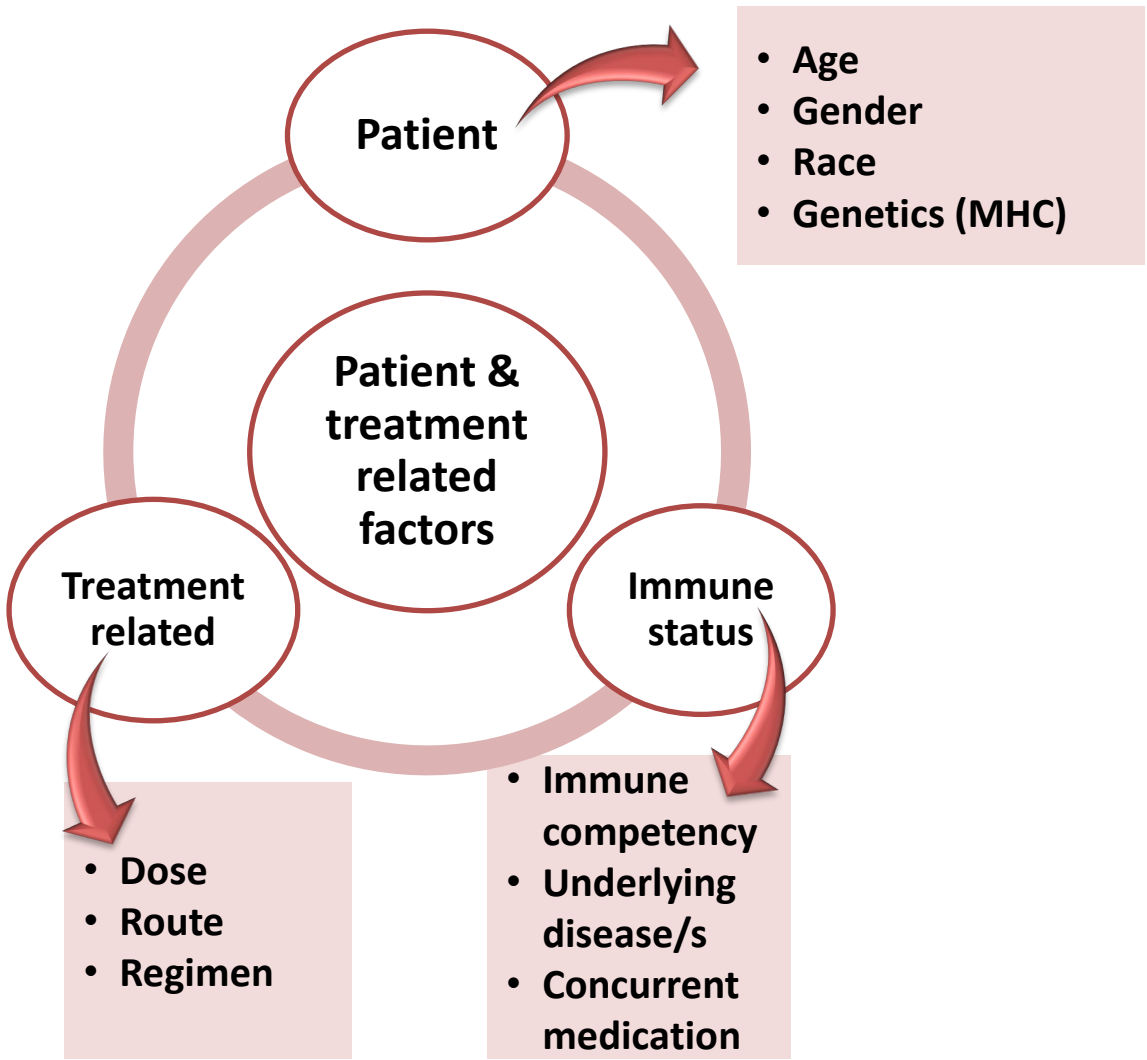 Patient
• Age
• Gender
• Race
• Genetics (MHC)
Patient &
treatment
related
factors
Treatment
related
Immune
status
• Dose
• Route
• Regimen
• Immune
competency
• Underlying
disease/s
• Concurrent
medication